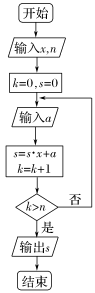 开始
输入x,n
k=0,s=0
输入a
s=s·x+a
k=k+1
k>n
否
是
输出s
结束